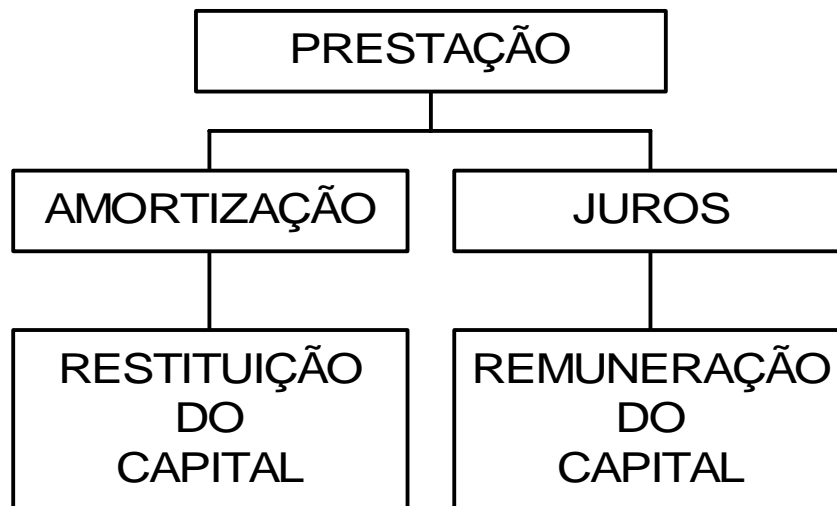 PRESTAÇÃO
AMORTIZAÇÃO
JUROS
RESTITUIÇÃO
DO
CAPITAL
REMUNERAÇÃO
DO
CAPITAL